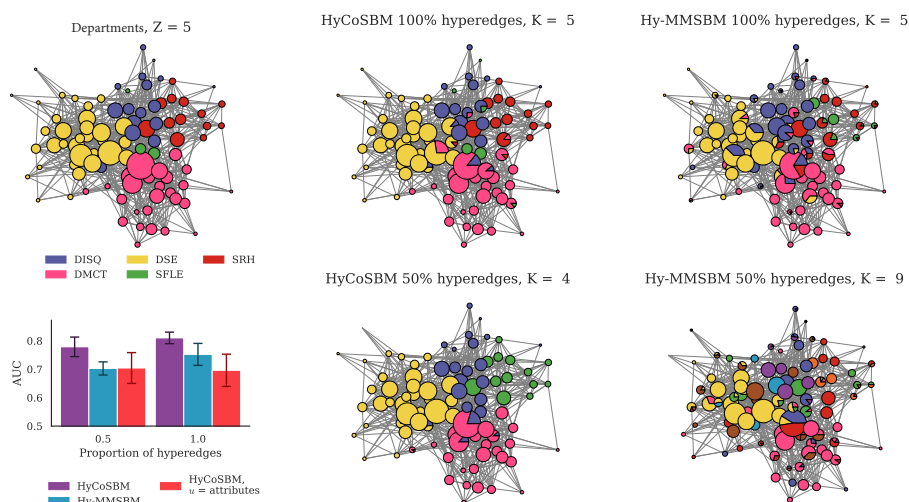 Departments, Z = 5
HyCoSBM 100% hyperedges, K = 5
Hy-MMSBM 100% hyperedges, K = 5
DISQ
DSE
SRH
DMCT
SFLE
HyCoSBM 50% hyperedges, K = 4
Hy-MMSBM 50% hyperedges, K = 9
AUC
0.8
0.7
0.6
0.5
0.5
1.0
Proportion of hyperedges
HyCoSBM
HyCoSBM,
u = attributes
Hy-MMSBM